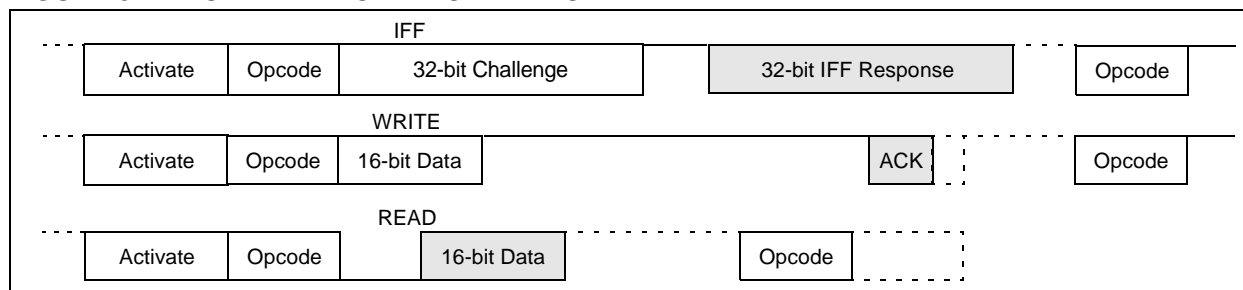 IFF
Activate Opcode 32-bit Challenge 32-bit IFF Response Opcode
WRITE
Activate Opcode 16-bit Data ACK Opcode
READ
Activate Opcode 16-bit Data Opcode